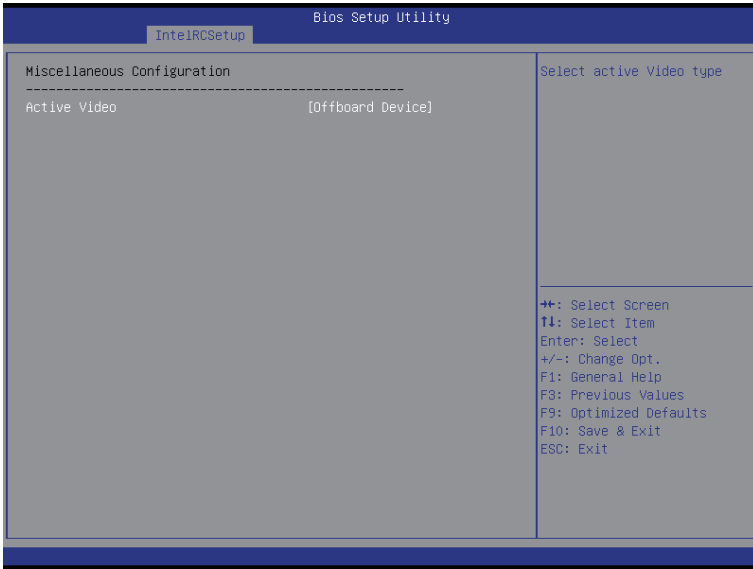 Bios Setup Utility
IntelRCSetup
Miscellaneous Configuration
--------------------------------------------------
Active Video [Offboard Device]
Select active Video type
→←: Select Screen
↑↓: Select Item
Enter: Select
+/-: Change Opt.
F1: General Help
F3: Previous Values
F9: Optimized Defaults
F10: Save & Exit
ESC: Exit